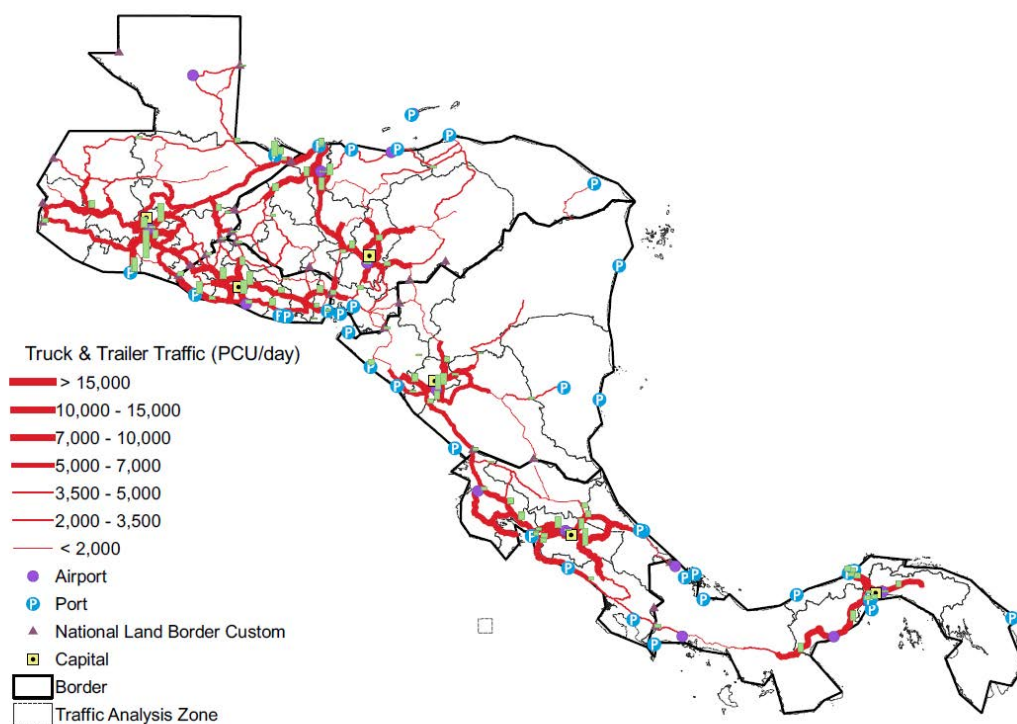 Truck & Trailer Traffic (PCU/day)
> 15,000
10,000 - 15,000
7,000 - 10,000
5,000 - 7,000
3,500 - 5,000
2,000 - 3,500
< 2,000
Airport
P Port
National Land Border Custom
Capital
Border
Traffic Analysis Zone